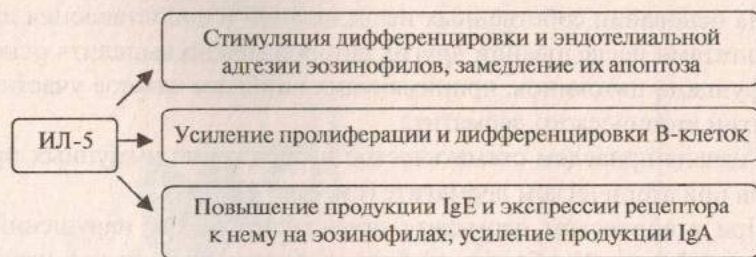 Стимуляция дифференцировки и эндотелиальной
адгезии эозинофилов, замедление их апоптоза
ИЛ-5
Усиление пролиферации и дифференцировки В-клеток
Повышение продукции IgE и экспрессии рецептора
к нему на эозинофилах; усиление продукции IgA